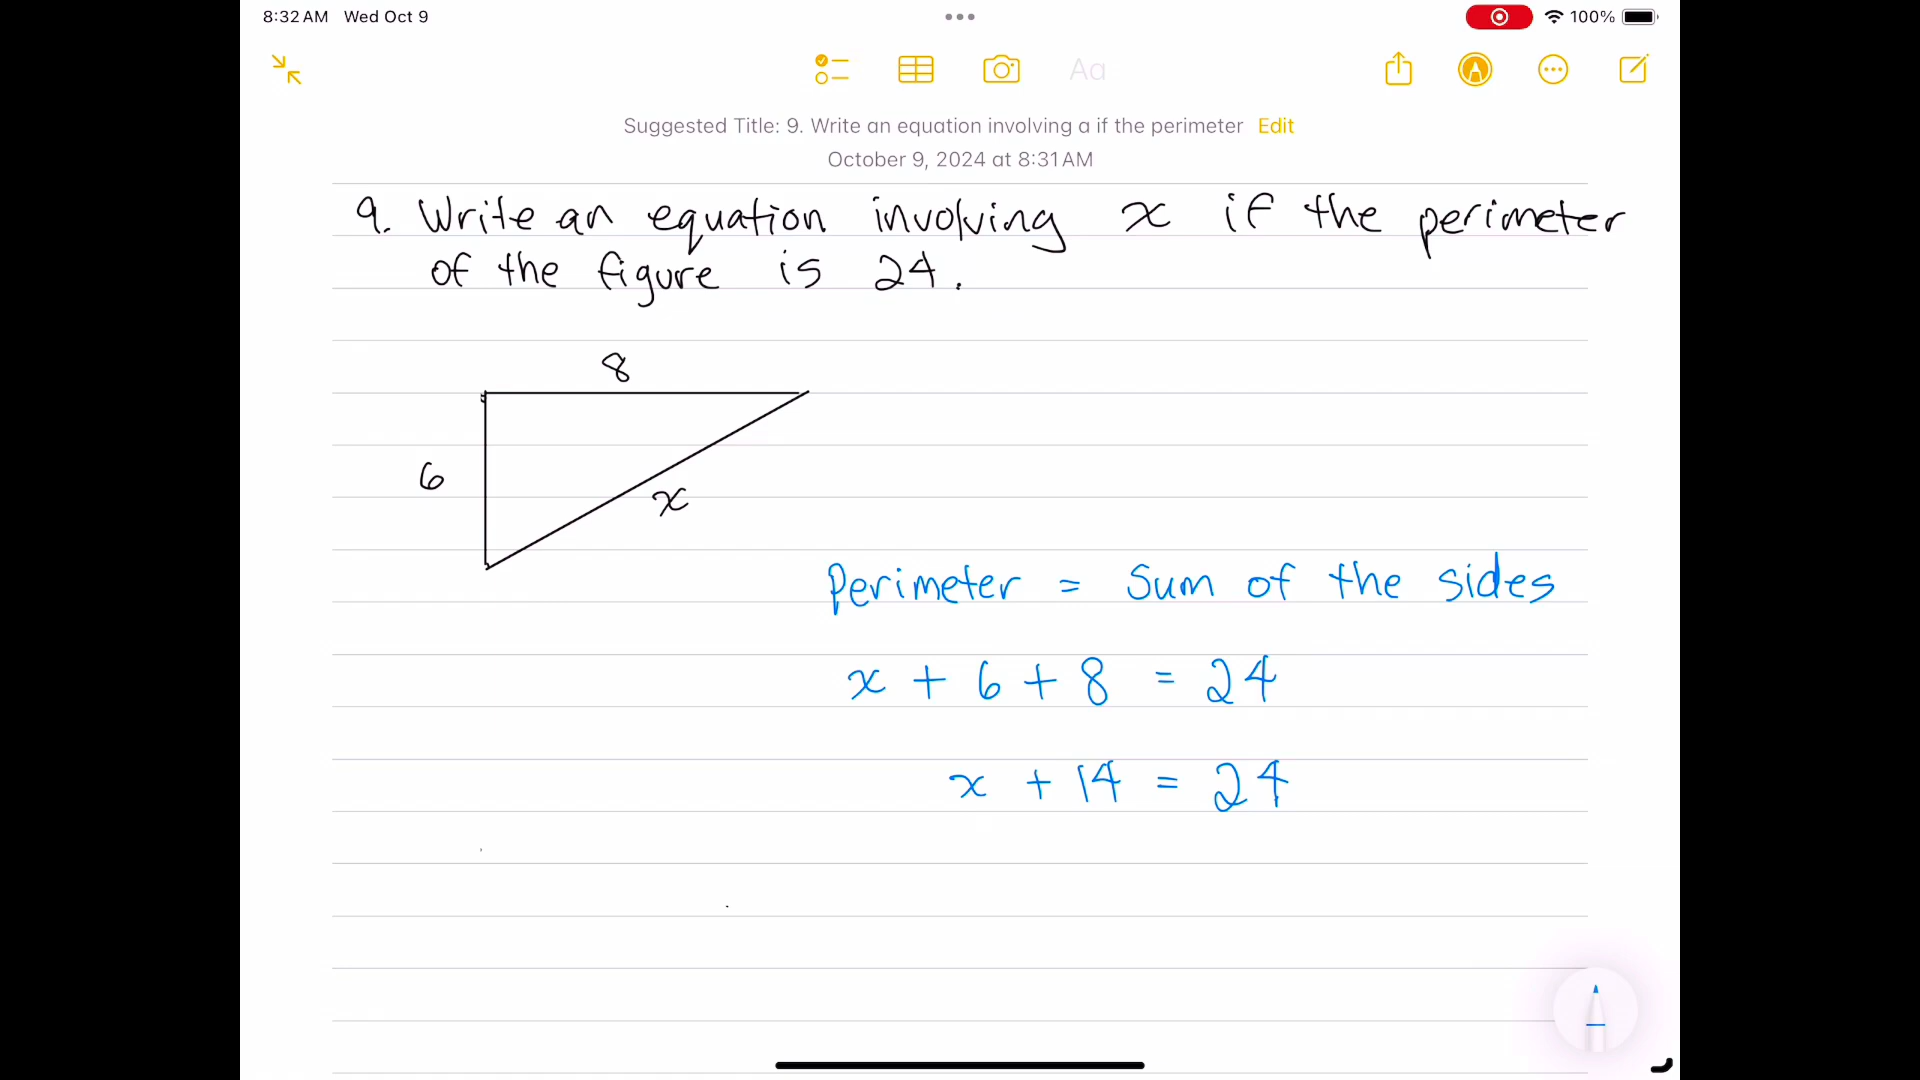 8:32 AM Wed Oct 9
100%
Aa
Suggested Title: 9. Write an equation involving a if the perimeter Edit
October 9, 2024 at 8:31 AM
9. Write an equation involving x if the perimeter
of the figure is 24.
8
6
x
Perimeter = Sum of the sides
x + 6 + 8 = 24
x + 14 = 24